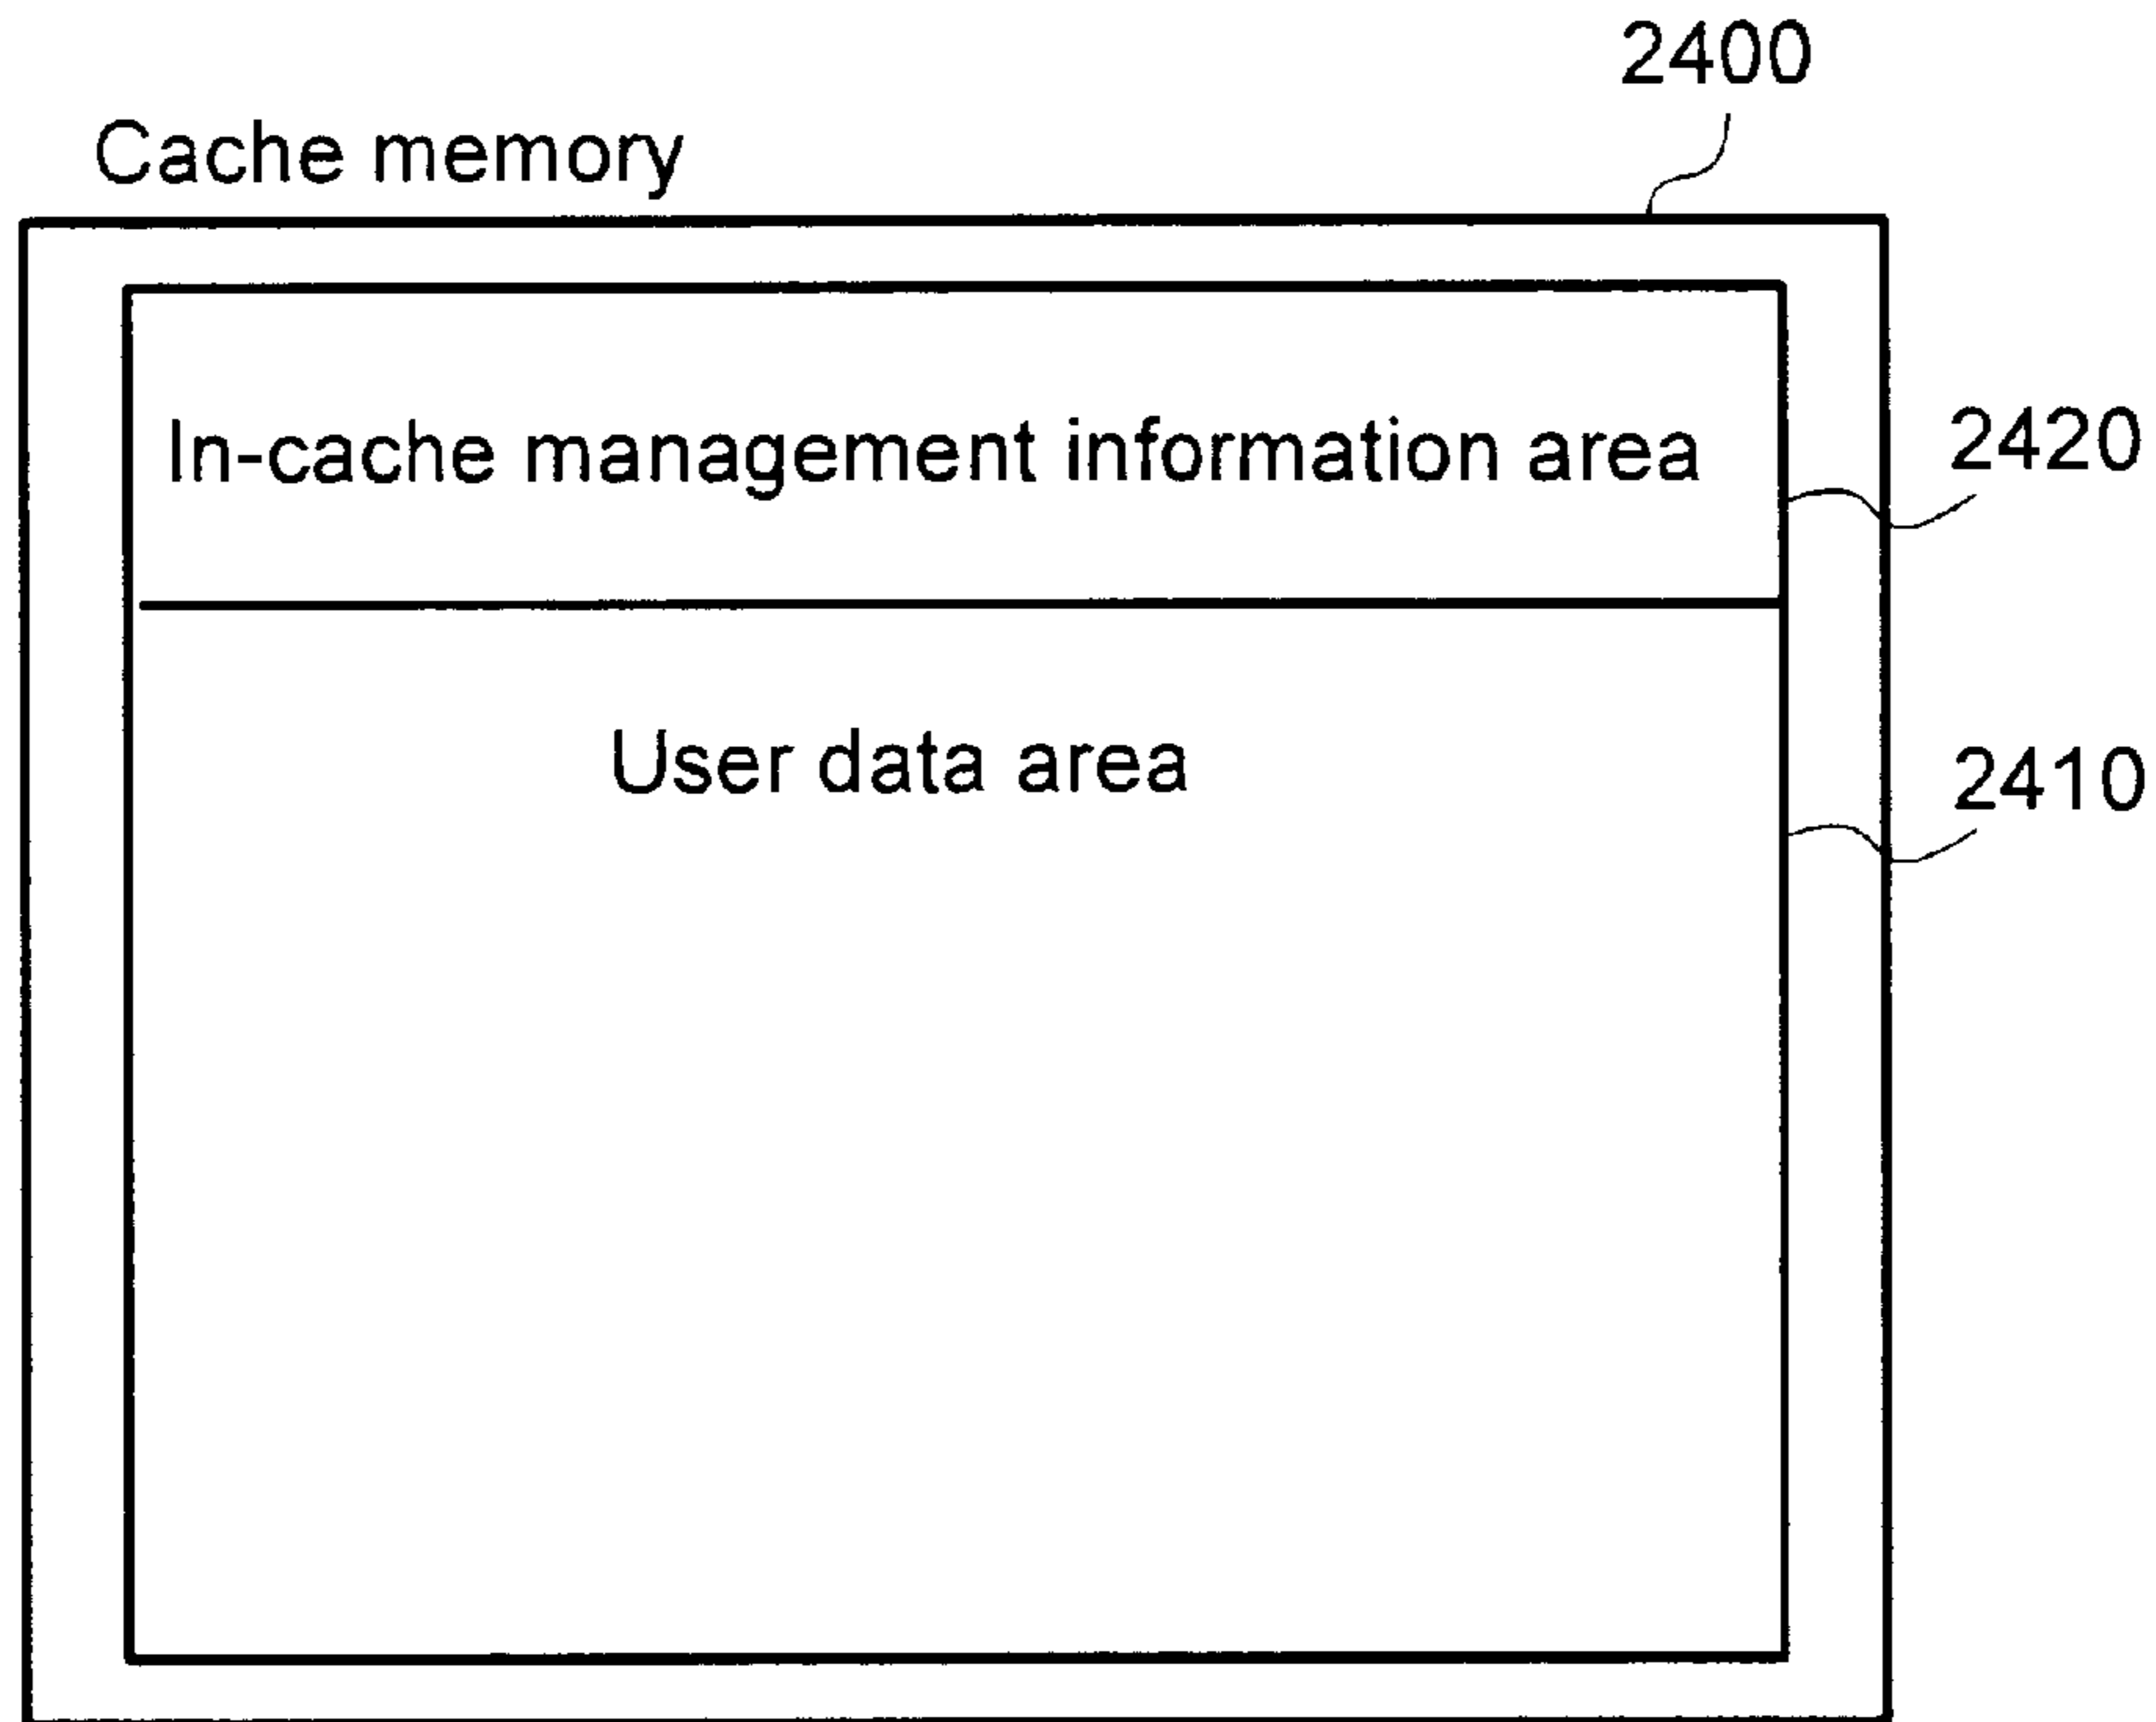 2400
Cache memory
In-cache management information area
2420
User data area
2410